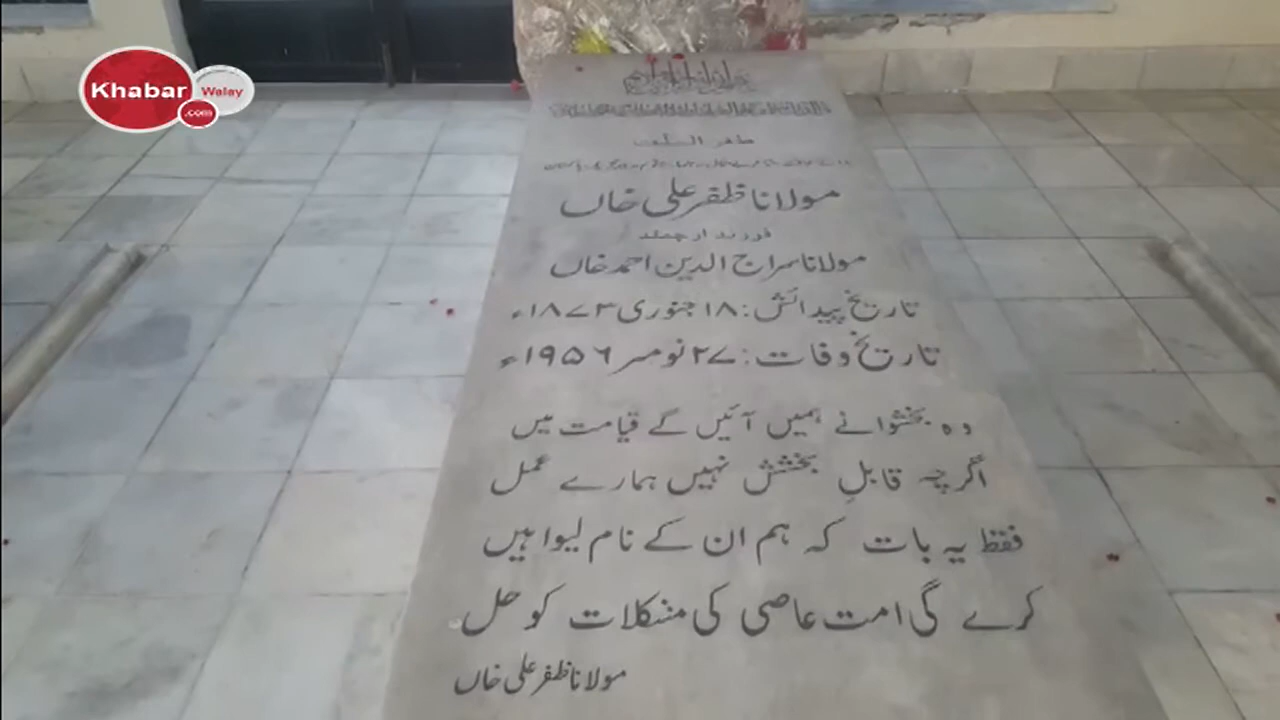 Khabar
Walay
.com
مولانا ظفر علی خاں
فرزند ارجمند
مولانا سراج الدین احمد خاں
تاریخ پیدائش: ۱۸ جنوری ۱۸۷۳ء
تاریخ وفات: ۲۷ نومبر ۱۹۵۶ء
وہ بخشوانے ہمیں آئیں گے قیامت میں
اگرچہ قابلِ بخشش نہیں ہمارے عمل
فقط یہ بات کہ ہم ان کے نام لیوا ہیں
کرے گی امت عاصی کی مشکلات کو حل
مولانا ظفر علی خاں